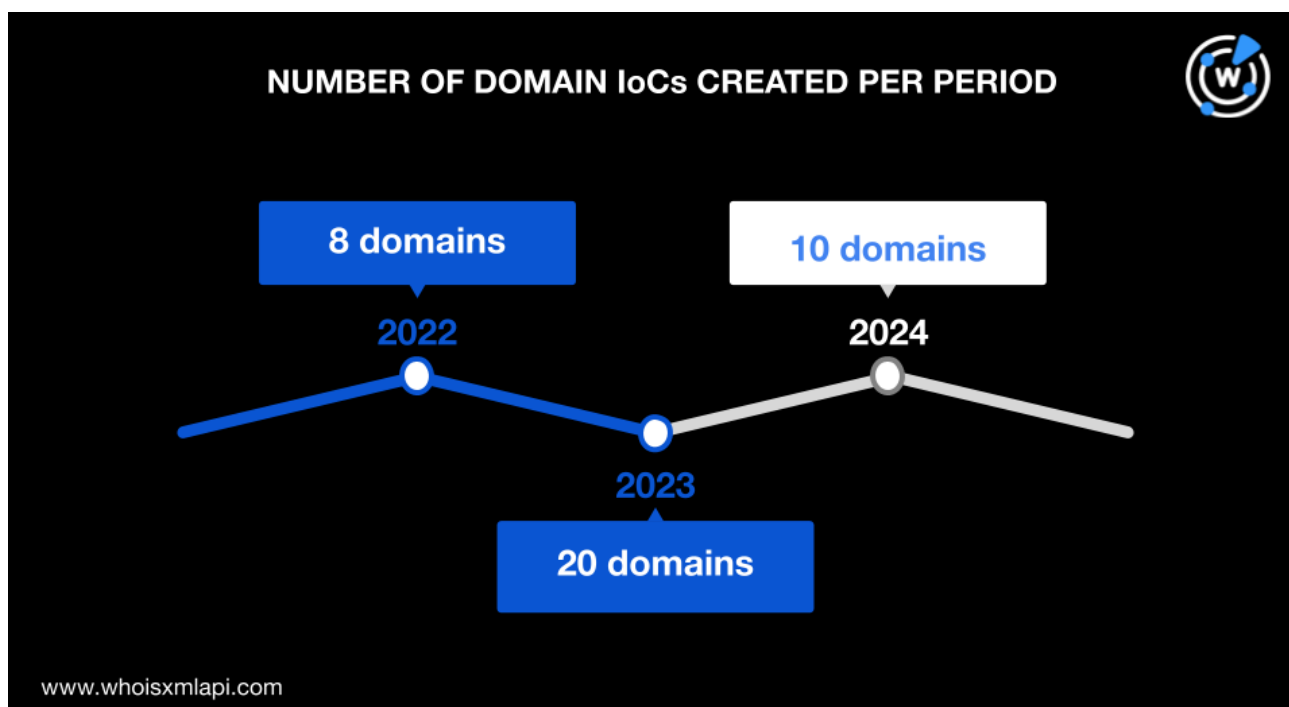 NUMBER OF DOMAIN IoCs CREATED PER PERIOD
W
8 domains
10 domains
2022
2024
2023
20 domains
www.whoisxmlapi.com